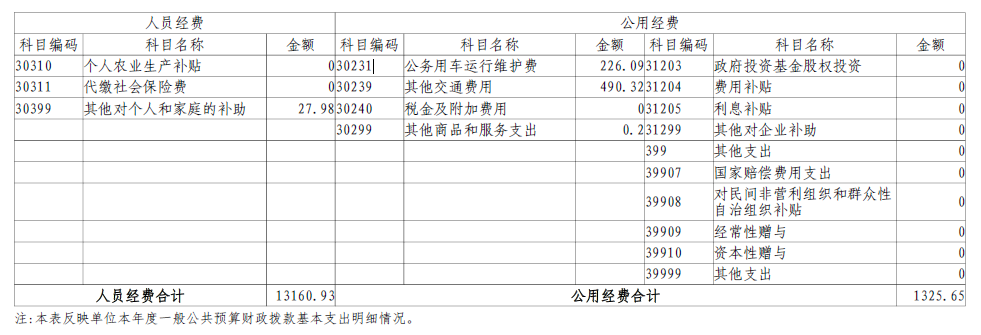 人员经费 公用经费
科目编码 科目名称 金额 科目编码 科目名称 金额 科目编码 科目名称 金额
30310 个人农业生产补贴 0 30231 公务用车运行维护费 226.09 31203 政府投资基金股权投资 0
30311 代缴社会保险费 0 30239 其他交通费用 490.32 31204 费用补贴 0
30399 其他对个人和家庭的补助 27.98 30240 税金及附加费用 0 31205 利息补贴 0
30299 其他商品和服务支出 0.2 31299 其他对企业补助 0
399 其他支出 0
39907 国家赔偿费用支出 0
39908 对民间非营利组织和群众性 0
自治组织补贴
39909 经常性赠与 0
39910 资本性赠与 0
39999 其他支出 0
人员经费合计 13160.93 公用经费合计 1325.65
注:本表反映单位本年度一般公共预算财政拨款基本支出明细情况。